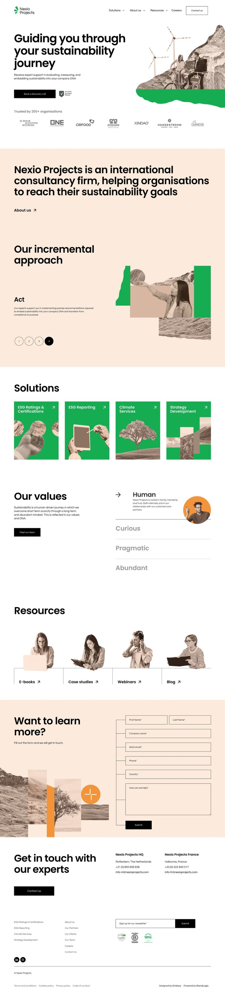 Nexio
Projects
Solutions
About us
Resources
Careers
Contact us
Guiding you through
your sustainability
journey
Receive expert support in evaluating, measuring, and
embedding sustainability into your company DNA
Book a discovery call
ecovadis
Certified
Partner
Trusted by 200+ organisations
DE BRAUW
BLACKSTONE
WESTBROEK
ONE
CIRFOOD
DODONI
XINDAO
HANZESTROHM
CARMEUSE
Nexio Projects is an international
consultancy firm, helping organisations
to reach their sustainability goals
About us
Our incremental
approach
Act
Our experts support you in implementing precise recommendations required
to embed sustainability into your company DNA and transition from
compliance to purpose
1 2 3 4
Solutions
ESG Ratings &
Certifications
ESG Reporting
Climate
Services
Strategy
Development
Our values
Sustainability is a human-driven journey in which we
overcome short term scarcity through a long-term
and abundant mindset. This is reflected in our values
and DNA.
Meet our team
Human
Nexio Projects is rooted in family, friendship
and trust. Both internally and in our
relationships with our customers and
partners
Curious
Pragmatic
Abundant
Resources
E-books
Case studies
Webinars
Blog
Want to learn
more?
Fill out the form and we will get in touch.
First Name*
Last Name*
Company name*
Work email*
Phone*
Country*
How can we help?
Submit
Get in touch with
our experts
Contact us
Nexio Projects HQ
Rotterdam, The Netherlands
+31 (0) 850 656 938
info-nl@nexioprojects.com
Nexio Projects France
Valbonne, France
+33 (0) 422 840 017
info-fr@nexioprojects.com
ESG Ratings & Certifications
ESG Reporting
Climate Services
Strategy Development
About Us
Our Partners
Our Clients
Our Team
Careers
Contact Us
Sign up for our newsletter*
Submit
Certified
B
Corporation
in
© Nexio Projects
Terms and conditions
Cookies policy
Privacy policy
Code of conduct
Designed by Embacy
Powered by BrandLogic